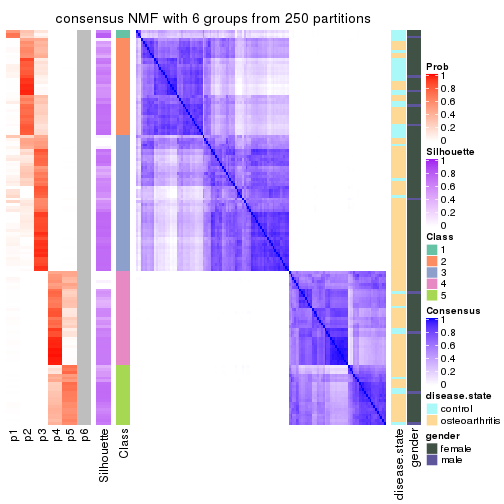 consensus NMF with 6 groups from 250 partitions
Prob
1
0.8
0.6
0.4
0.2
0
Silhouette
1
0.8
0.6
0.4
0.2
0
Class
1
2
3
4
5
Consensus
1
0.8
0.6
0.4
0.2
0
disease.state
control
osteoarthritis
gender
female
male
p1
p2
p3
p4
p5
p6
Silhouette
Class
disease.state
gender